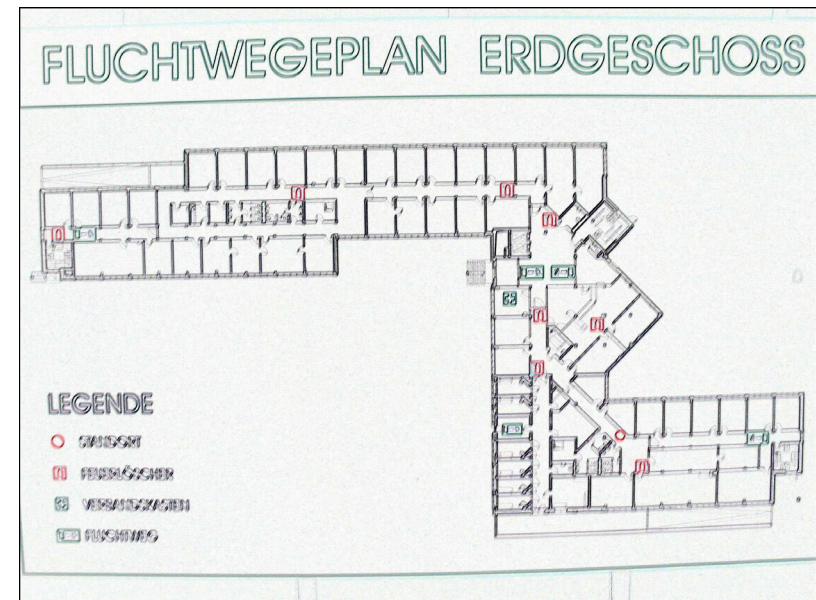 FLUCHTWEGEPLAN ERDGESCHOSS
LEGENDE
STANDORT
FEUERLÖSCHER
VERBANDSKASTEN
FLUCHTWEG